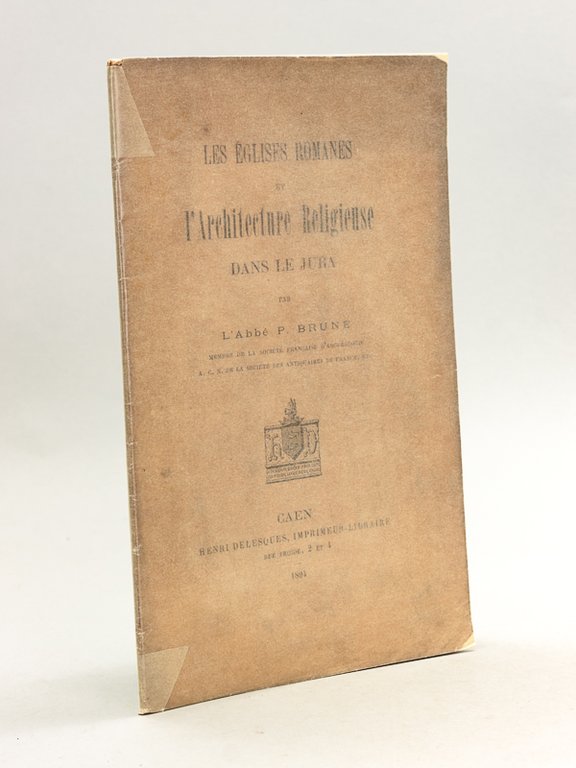 LES ÉGLISES ROMANES
ET
l'Architecture Religieuse
DANS LE JURA
PAR
L'Abbé P. BRUNE
MEMBRE DE LA SOCIÉTÉ FRANÇAISE D'ARCHÉOLOGIE
A. C. N. DE LA SOCIÉTÉ DES ANTIQUAIRES DE FRANCE, ETC.
H D
CAEN
HENRI DELESQUES, IMPRIMEUR-LIBRAIRE
RUE FROIDE, 2 ET 4
1894